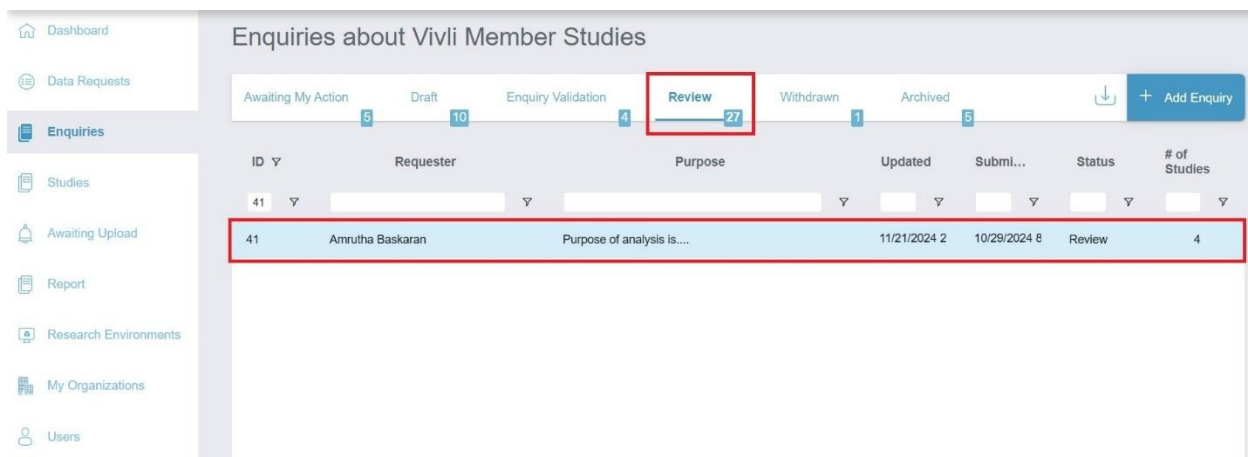 Dashboard
Data Requests
Enquiries
Studies
Awaiting Upload
Report
Research Environments
My Organizations
Users
Enquiries about Vivli Member Studies
Awaiting My Action 5 Draft 10 Enquiry Validation 4 Review 27 Withdrawn 1 Archived 5 + Add Enquiry
ID Requester Purpose Updated Submi... Status # of Studies
41
41 Amrutha Baskaran Purpose of analysis is.... 11/21/2024 2 10/29/2024 8 Review 4